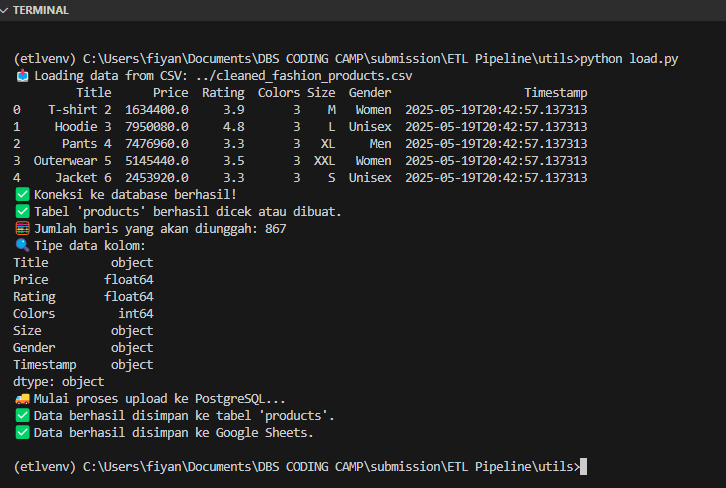 TERMINAL
(etlvenv) C:\Users\fiyan\Documents\DBS CODING CAMP\submission\ETL Pipeline\utils>python load.py
📥 Loading data from CSV: ../cleaned_fashion_products.csv
Title Price Rating Colors Size Gender Timestamp
0 T-shirt 2 1634400.0 3.9 3 M Women 2025-05-19T20:42:57.137313
1 Hoodie 3 7950080.0 4.8 3 L Unisex 2025-05-19T20:42:57.137313
2 Pants 4 7476960.0 3.3 3 XL Men 2025-05-19T20:42:57.137313
3 Outerwear 5 5145440.0 3.5 3 XXL Women 2025-05-19T20:42:57.137313
4 Jacket 6 2453920.0 3.3 3 S Unisex 2025-05-19T20:42:57.137313
✅ Koneksi ke database berhasil!
✅ Tabel 'products' berhasil dicek atau dibuat.
🧮 Jumlah baris yang akan diunggah: 867
🔍 Tipe data kolom:
Title object
Price float64
Rating float64
Colors int64
Size object
Gender object
Timestamp object
dtype: object
🚚 Mulai proses upload ke PostgreSQL...
✅ Data berhasil disimpan ke tabel 'products'.
✅ Data berhasil disimpan ke Google Sheets.
(etlvenv) C:\Users\fiyan\Documents\DBS CODING CAMP\submission\ETL Pipeline\utils>